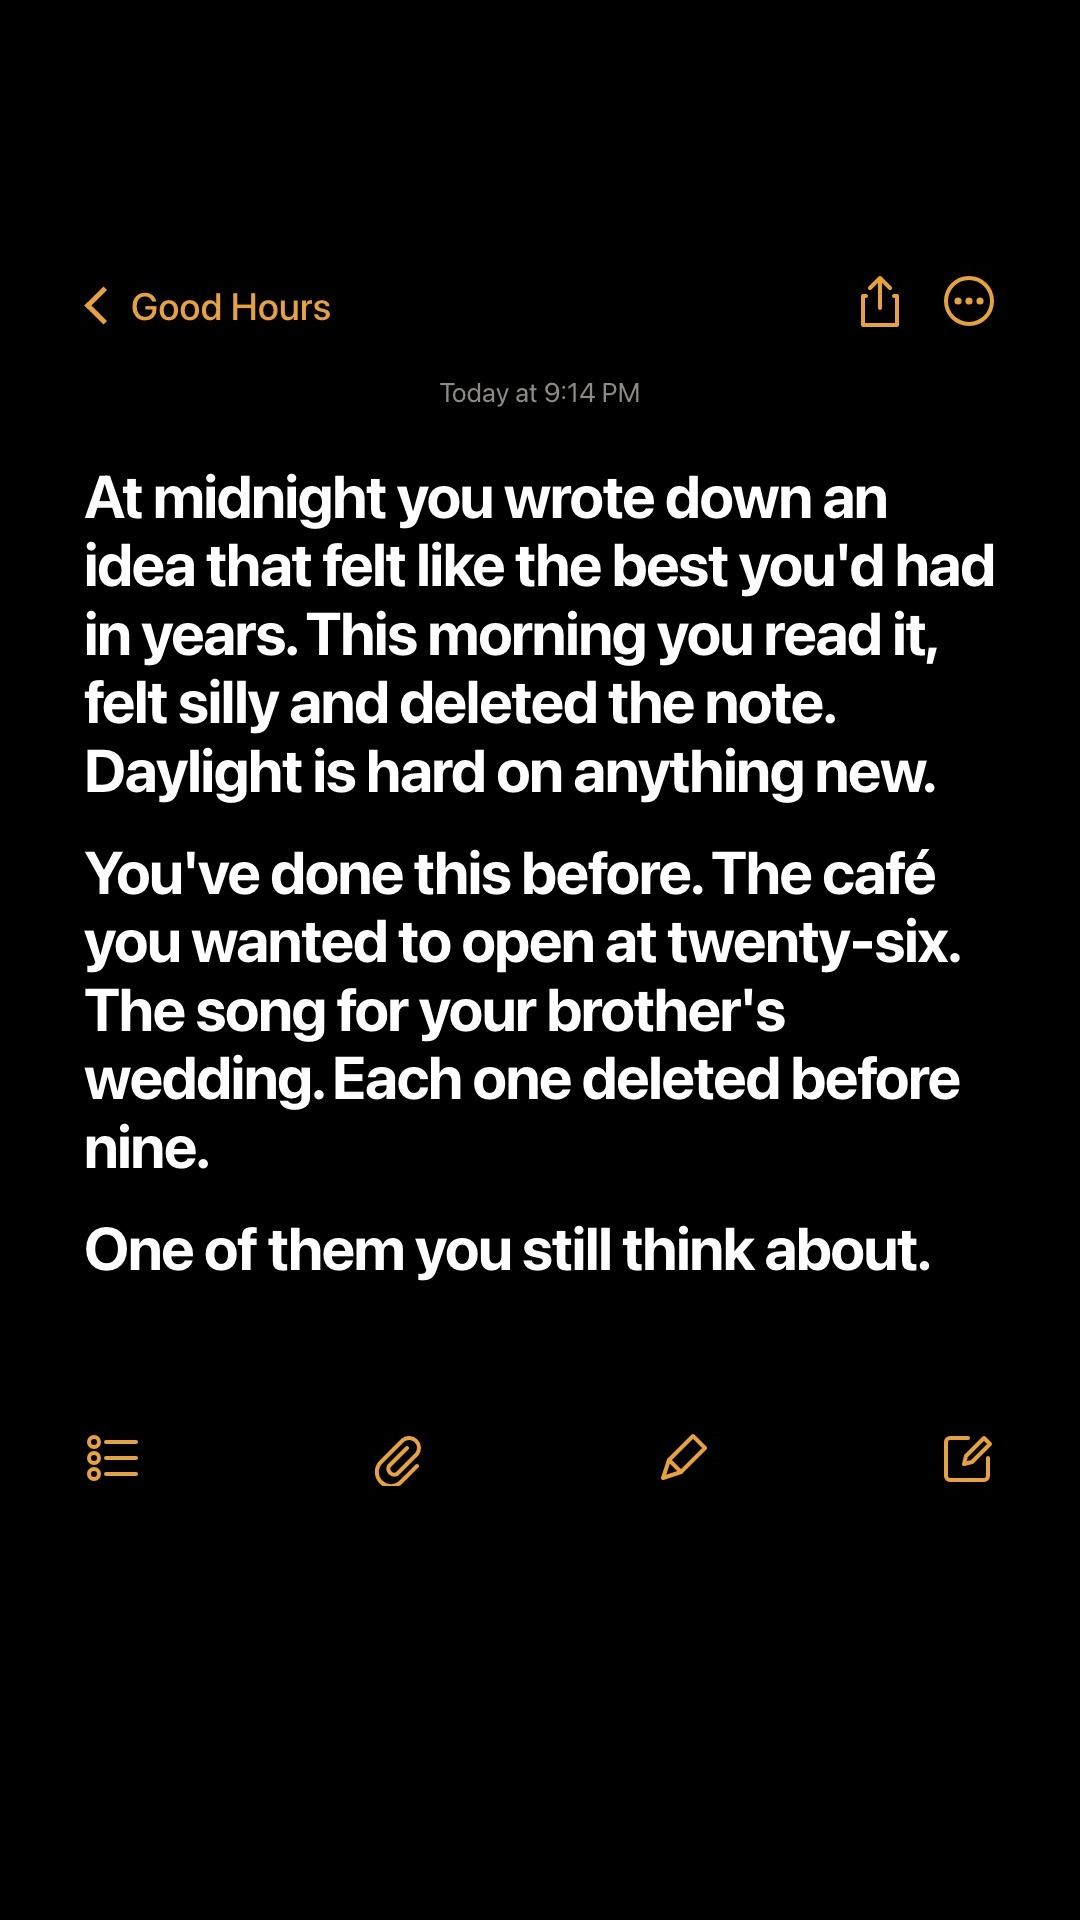 Good Hours
Today at 9:14 PM
At midnight you wrote down an
idea that felt like the best you'd had
in years. This morning you read it,
felt silly and deleted the note.
Daylight is hard on anything new.
You've done this before. The café
you wanted to open at twenty-six.
The song for your brother's
wedding. Each one deleted before
nine.
One of them you still think about.